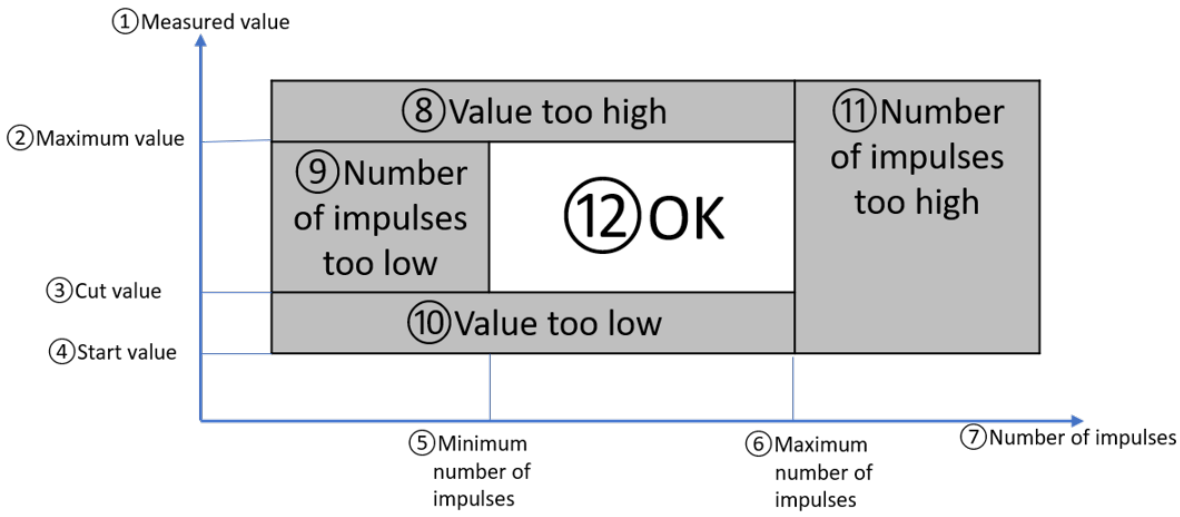 ①Measured value
②Maximum value
③Cut value
④Start value
⑧Value too high
⑨Number
of impulses
too low
⑩Value too low
⑪Number
of impulses
too high
⑫OK
⑤Minimum
number of
impulses
⑥Maximum
number of
impulses
⑦Number of impulses